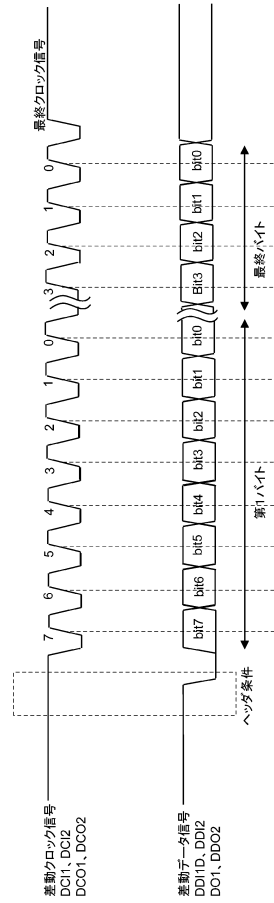 差動クロック信号
DCI1、DCI2
DCO1、DCO2
7 6 5 4 3 2 1 0 3 2 1 0
最終クロック信号
差動データ信号
DDI1D、DDI2
DO1、DDO2
bit7 bit6 bit5 bit4 bit3 bit2 bit1 bit0 Bit3 bit2 bit1 bit0
ヘッダ条件
第1バイト
最終バイト